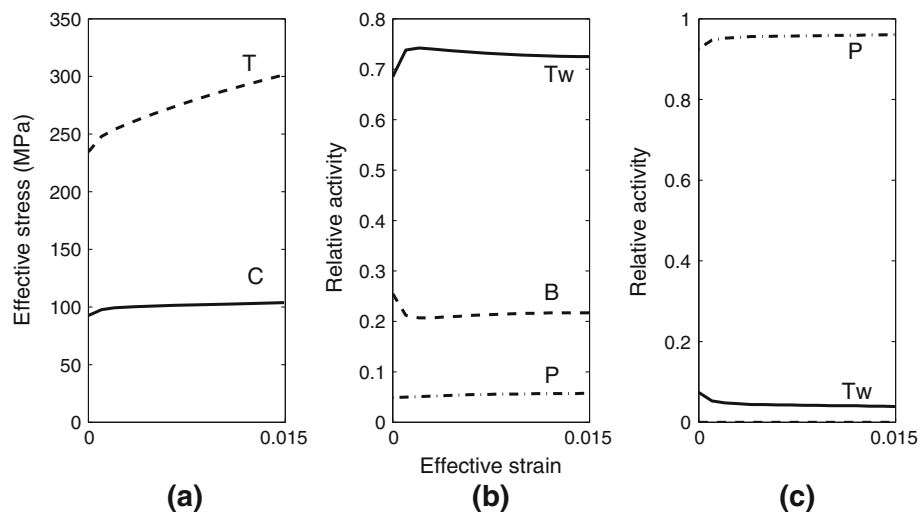 350
300
250
200
150
100
50
0
Effective stress (MPa)
T
C
0
0.015
(a)
0.8
0.7
0.6
0.5
0.4
0.3
0.2
0.1
0
Relative activity
Tw
B
P
0
0.015
Effective strain
(b)
1
0.8
0.6
0.4
0.2
0
Relative activity
P
Tw
0
0.015
(c)